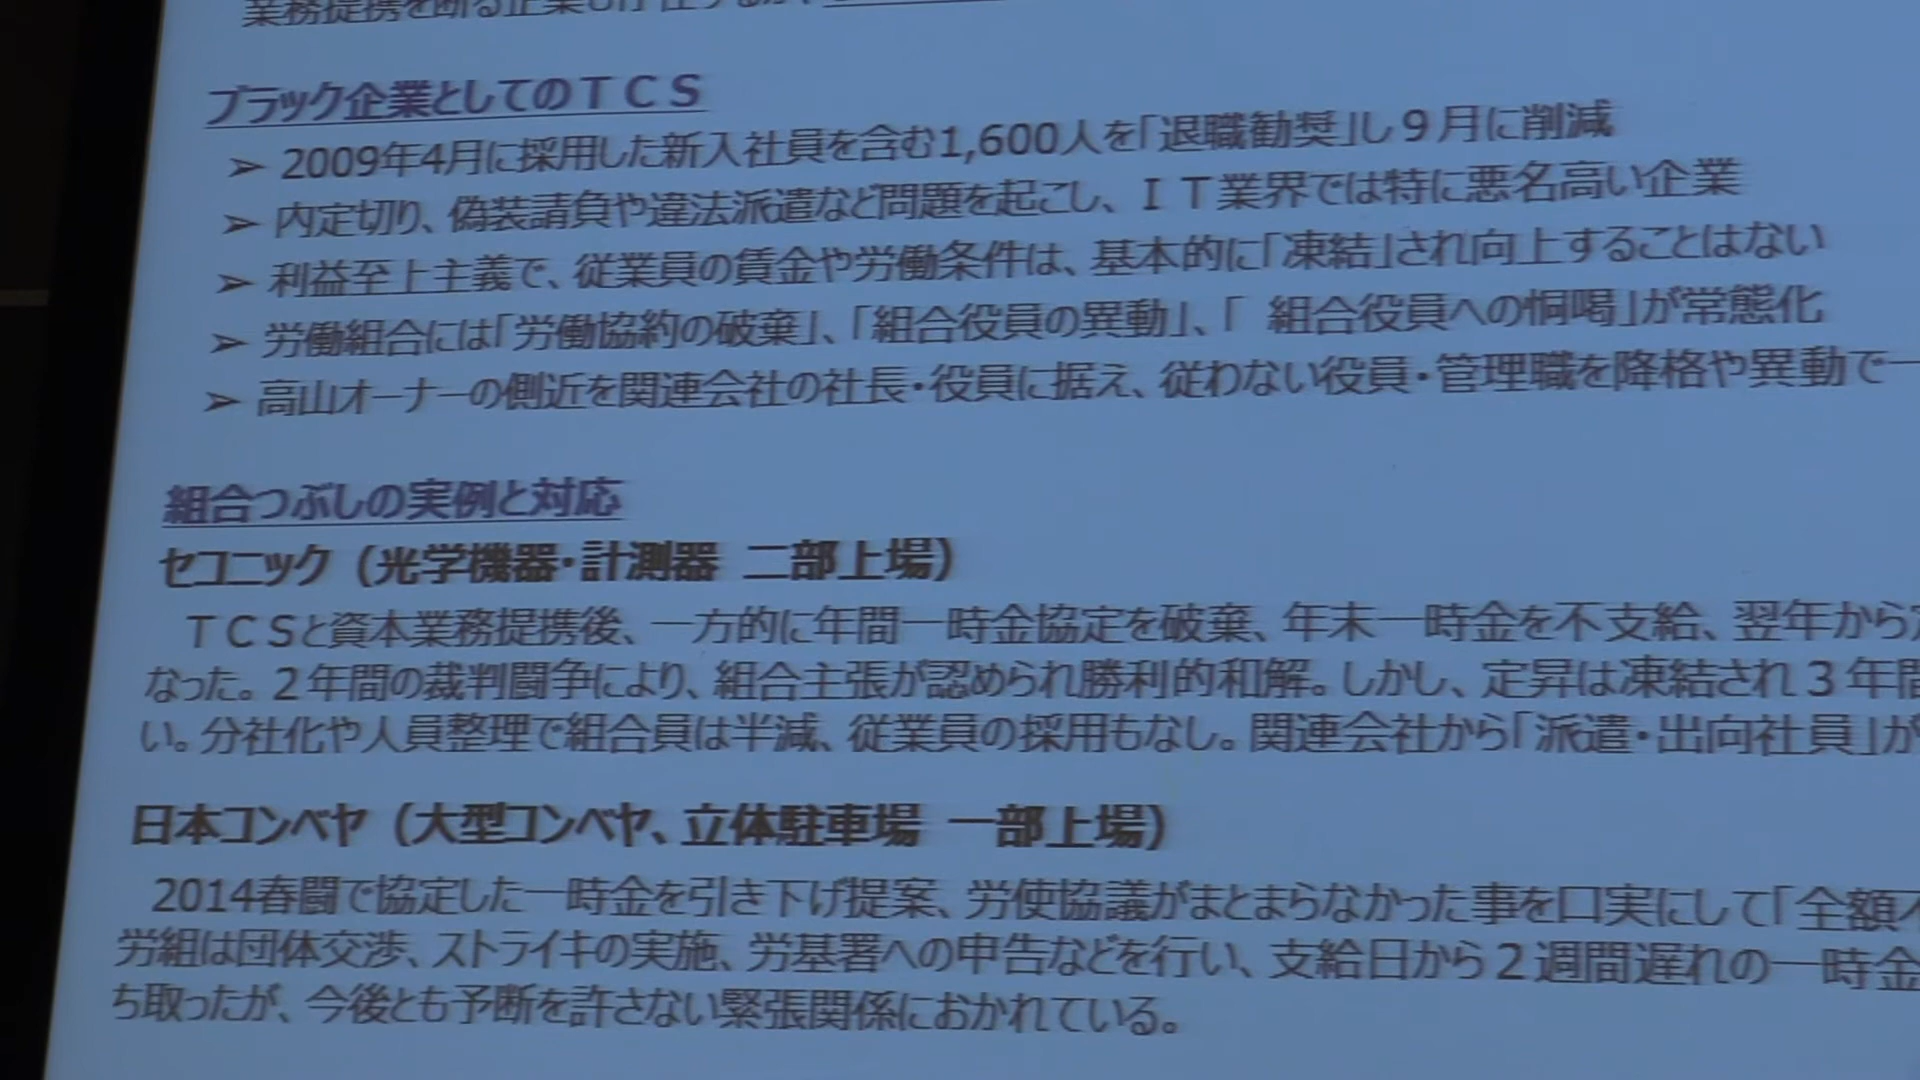 業務提携を断る企業も存在するが、
ブラック企業としてのＴＣＳ
➢ 2009年4月に採用した新入社員を含む1,600人を「退職勧奨」し９月に削減
➢ 内定切り、偽装請負や違法派遣など問題を起こし、ＩＴ業界では特に悪名高い企業
➢ 利益至上主義で、従業員の賃金や労働条件は、基本的に「凍結」され向上することはない
➢ 労働組合には「労働協約の破棄」、「組合役員の異動」、「 組合役員への恫喝」が常態化
➢ 高山オーナーの側近を関連会社の社長・役員に据え、従わない役員・管理職を降格や異動で一
組合つぶしの実例と対応
セコニック（光学機器・計測器 二部上場）
ＴＣＳと資本業務提携後、一方的に年間一時金協定を破棄、年末一時金を不支給、翌年から定
なった。２年間の裁判闘争により、組合主張が認められ勝利的和解。しかし、定昇は凍結され３年間
い。分社化や人員整理で組合員は半減、従業員の採用もなし。関連会社から「派遣・出向社員」が
日本コンベヤ（大型コンベヤ、立体駐車場 一部上場）
2014春闘で協定した一時金を引き下げ提案、労使協議がまとまらなかった事を口実にして「全額不
労組は団体交渉、ストライキの実施、労基署への申告などを行い、支給日から２週間遅れの一時金
ち取ったが、今後とも予断を許さない緊張関係におかれている。